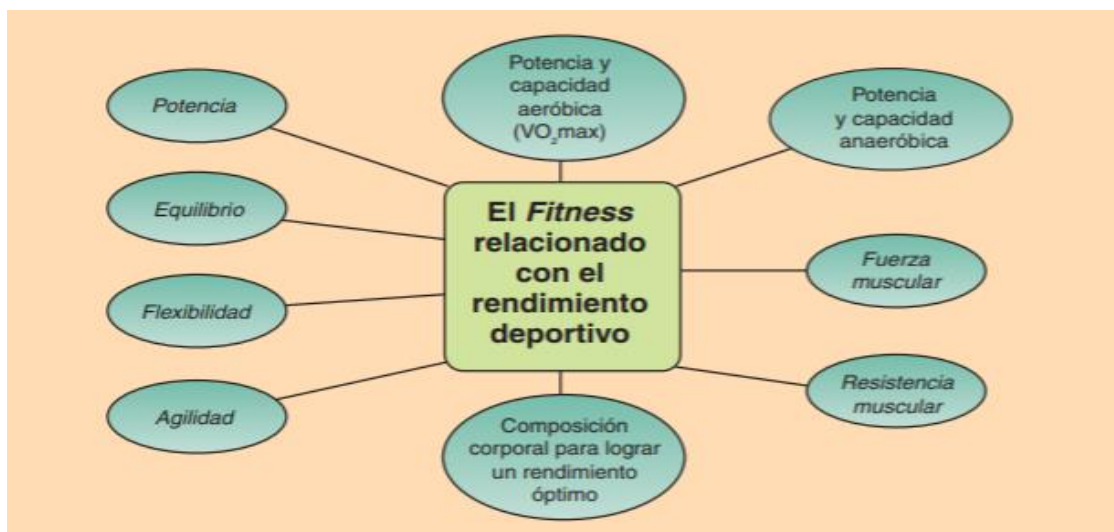 Potencia y
capacidad
aeróbica
(VO₂max)
Potencia
Potencia
y capacidad
anaeróbica
Equilibrio
El Fitness
relacionado
con el
rendimiento
deportivo
Fuerza
muscular
Flexibilidad
Resistencia
muscular
Agilidad
Composición
corporal para lograr
un rendimiento
óptimo